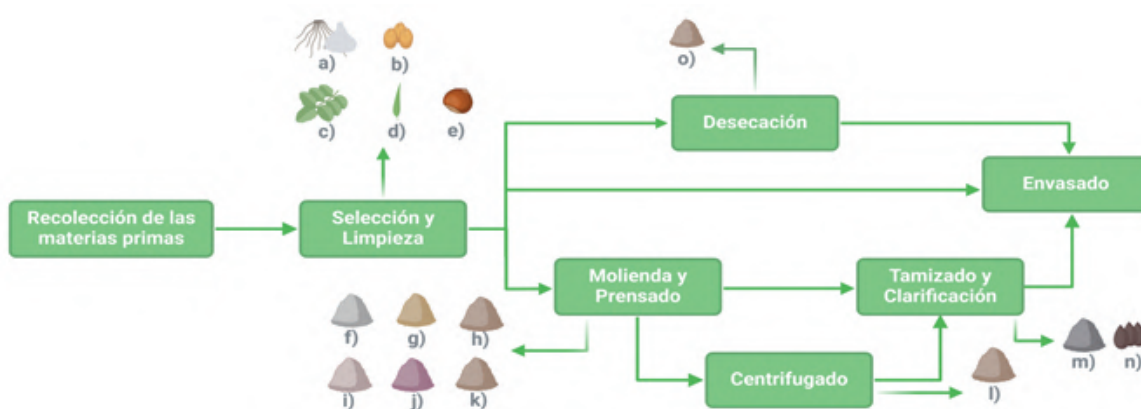 a)
b)
c)
d)
e)
o)
Desecación
Envasado
Recolección de las
materias primas
Selección y
Limpieza
Molienda y
Prensado
Tamizado y
Clarificación
f)
g)
h)
i)
j)
k)
Centrifugado
l)
m)
n)